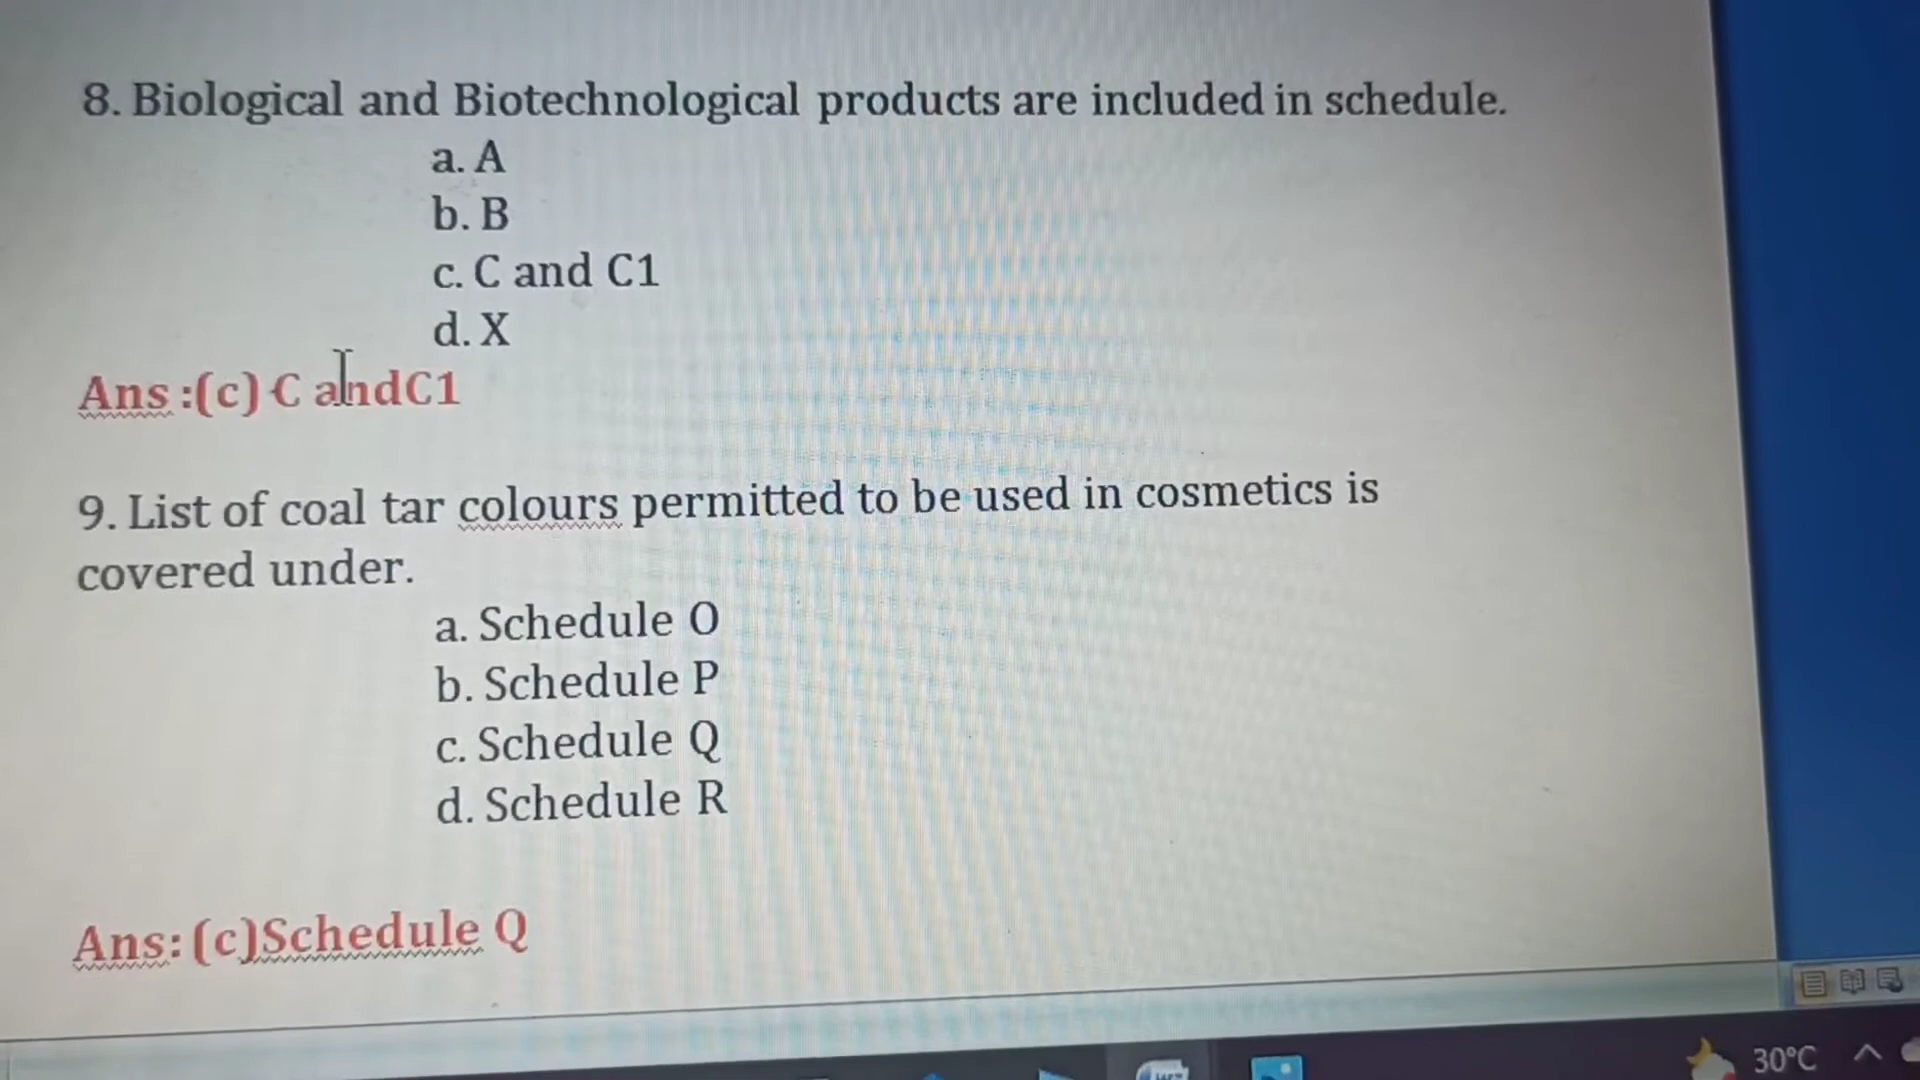 8. Biological and Biotechnological products are included in schedule.
a. A
b. B
c. C and C1
d. X
Ans :(c) C andC1
9. List of coal tar colours permitted to be used in cosmetics is
covered under.
a. Schedule O
b. Schedule P
c. Schedule Q
d. Schedule R
Ans: (c)Schedule Q
30°C